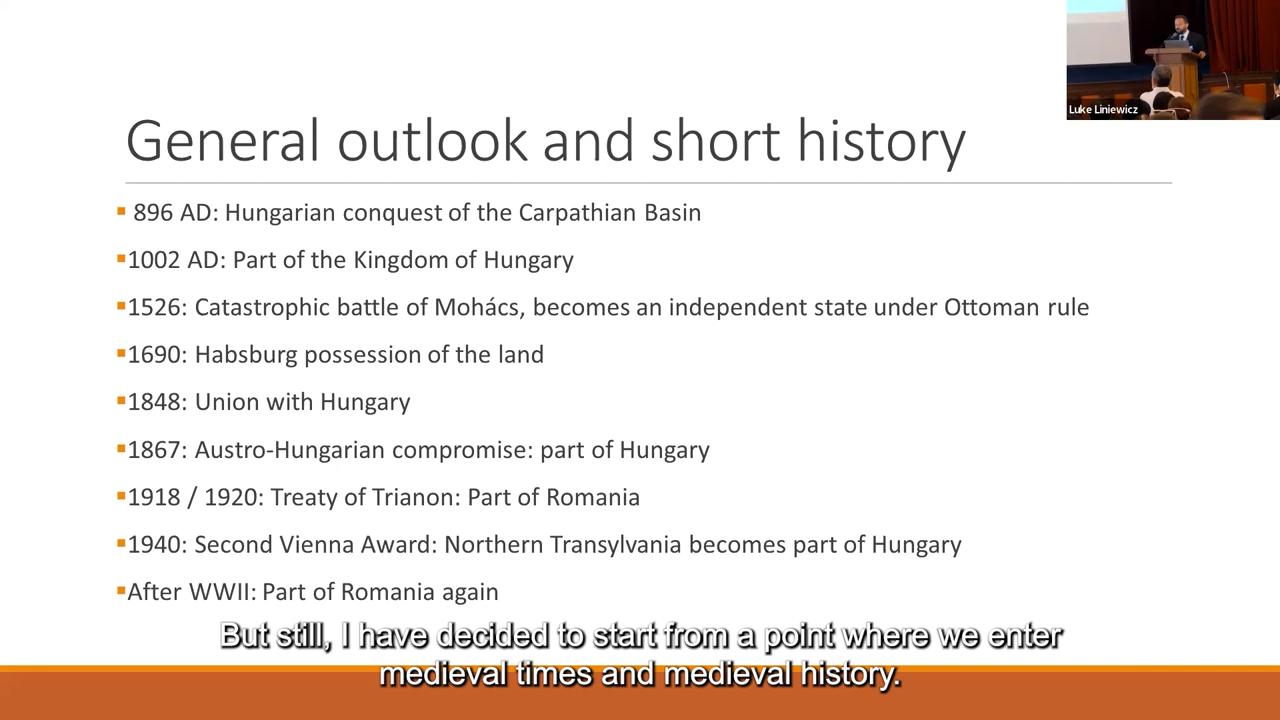 Luke Liniewicz
General outlook and short history
896 AD: Hungarian conquest of the Carpathian Basin
1002 AD: Part of the Kingdom of Hungary
1526: Catastrophic battle of Mohács, becomes an independent state under Ottoman rule
1690: Habsburg possession of the land
1848: Union with Hungary
1867: Austro-Hungarian compromise: part of Hungary
1918 / 1920: Treaty of Trianon: Part of Romania
1940: Second Vienna Award: Northern Transylvania becomes part of Hungary
After WWII: Part of Romania again
But still, I have decided to start from a point where we enter
medieval times and medieval history.